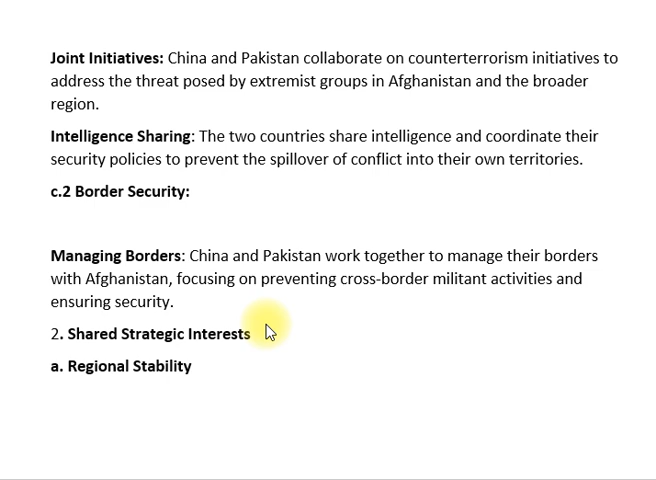 Joint Initiatives: China and Pakistan collaborate on counterterrorism initiatives to
address the threat posed by extremist groups in Afghanistan and the broader
region.
Intelligence Sharing: The two countries share intelligence and coordinate their
security policies to prevent the spillover of conflict into their own territories.
c.2 Border Security:
Managing Borders: China and Pakistan work together to manage their borders
with Afghanistan, focusing on preventing cross-border militant activities and
ensuring security.
2. Shared Strategic Interests
a. Regional Stability